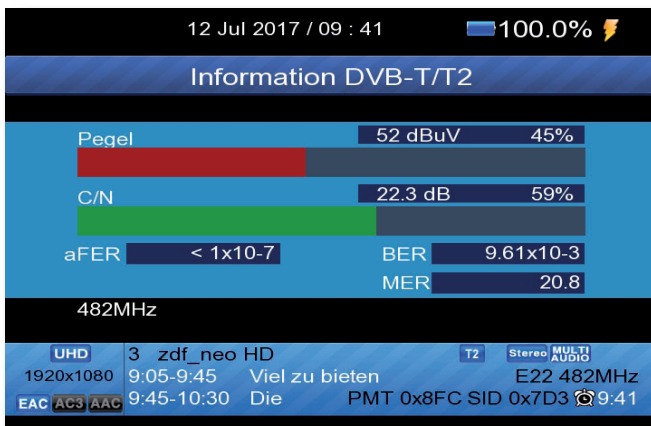 12 Jul 2017 / 09 : 41 100.0%
Information DVB-T/T2
Pegel 52 dBuV 45%
C/N 22.3 dB 59%
aFER < 1x10-7 BER 9.61x10-3
MER 20.8
482MHz
UHD 3 zdf_neo HD T2 Stereo MULTI AUDIO
1920x1080 9:05-9:45 Viel zu bieten E22 482MHz
EAC AC3 AAC 9:45-10:30 Die PMT 0x8FC SID 0x7D3 9:41